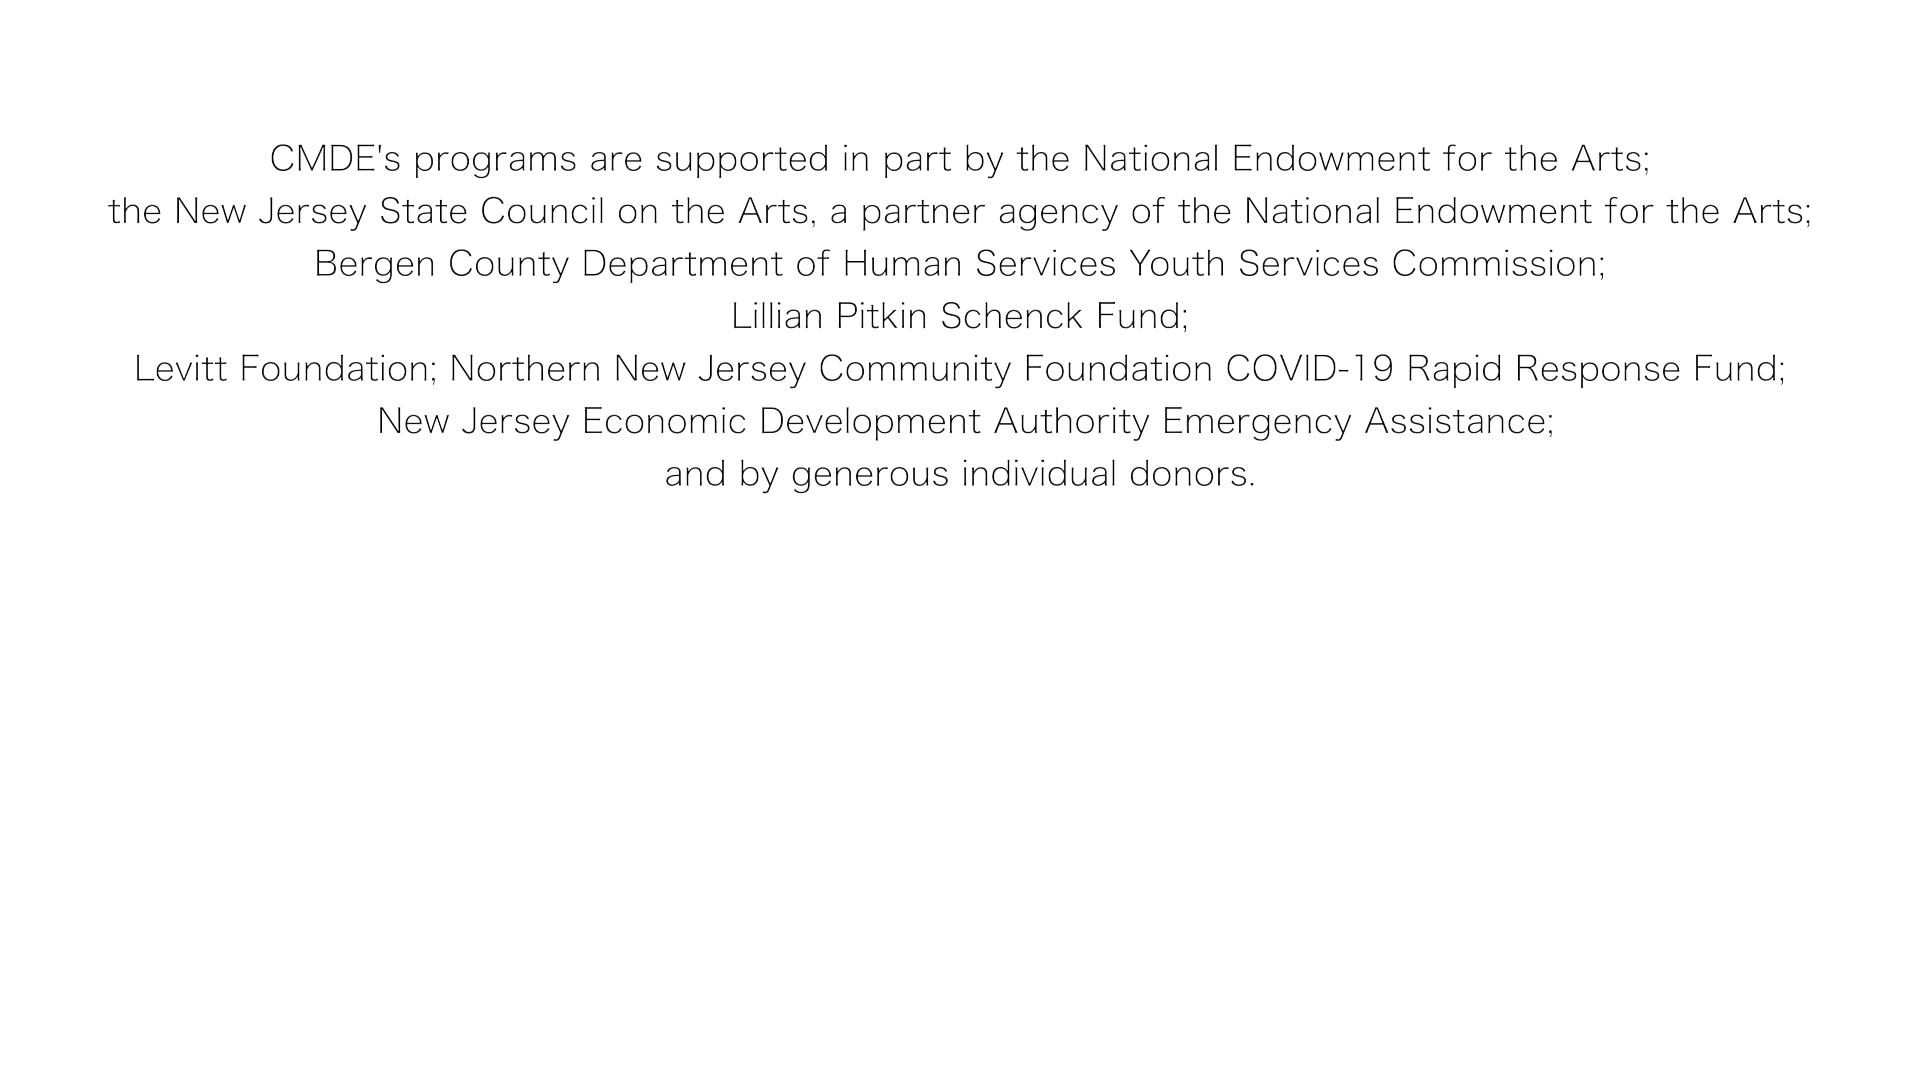 CMDE's programs are supported in part by the National Endowment for the Arts;
the New Jersey State Council on the Arts, a partner agency of the National Endowment for the Arts;
Bergen County Department of Human Services Youth Services Commission;
Lillian Pitkin Schenck Fund;
Levitt Foundation; Northern New Jersey Community Foundation COVID-19 Rapid Response Fund;
New Jersey Economic Development Authority Emergency Assistance;
and by generous individual donors.